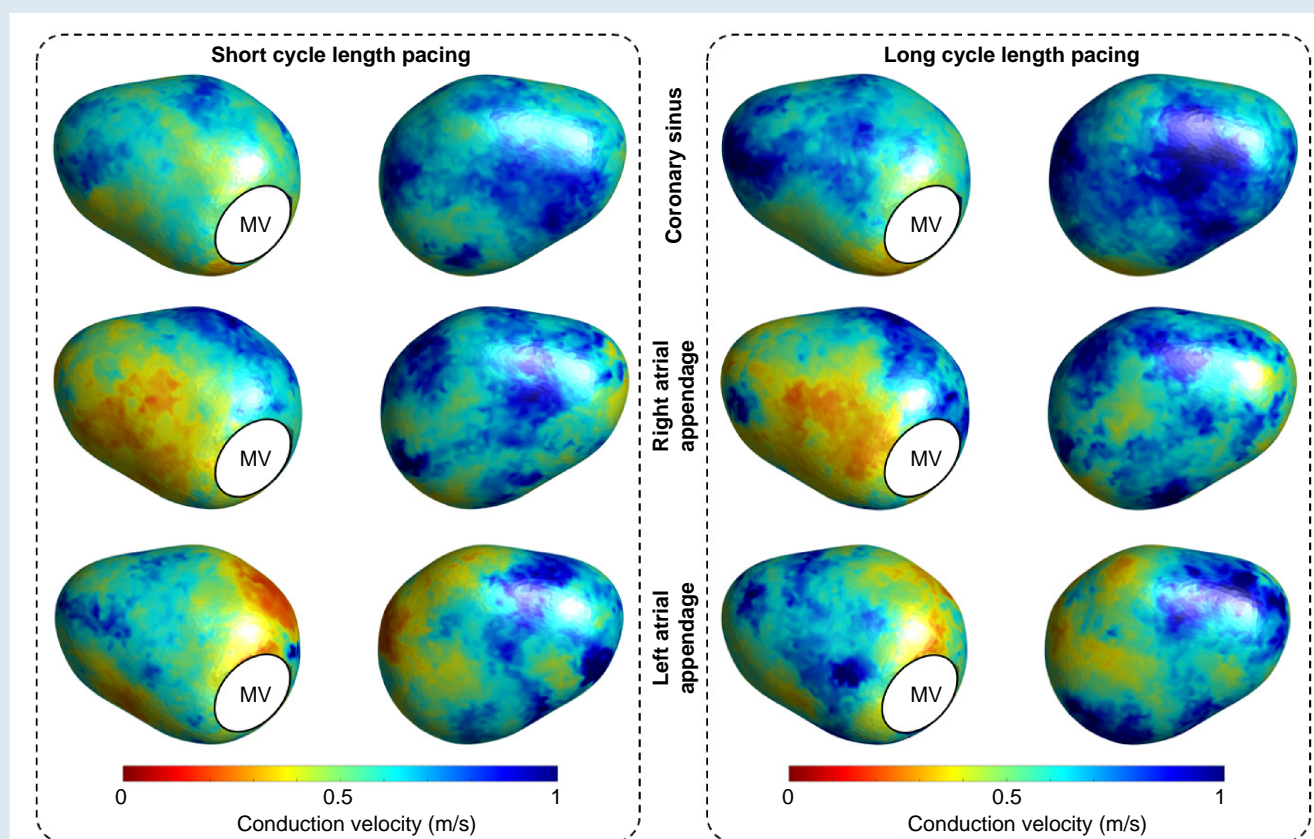 Short cycle length pacing
Long cycle length pacing
Coronary sinus
MV
MV
Right atrial
appendage
MV
MV
Left atrial
appendage
MV
MV
0
0.5
1
Conduction velocity (m/s)
0
0.5
1
Conduction velocity (m/s)